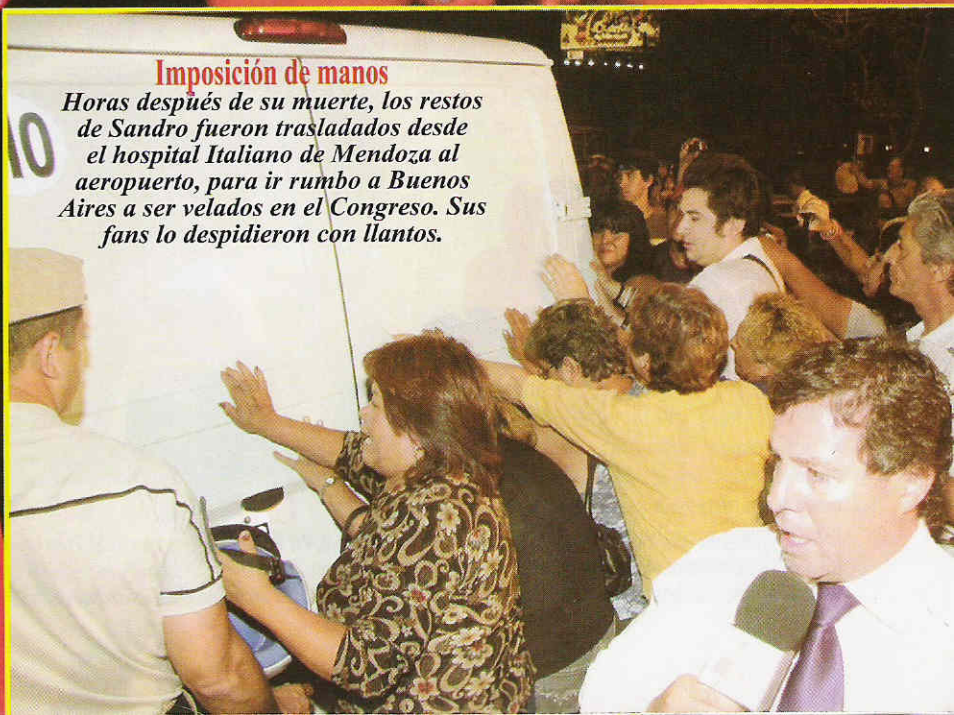 Imposición de manos
Horas después de su muerte, los restos
de Sandro fueron trasladados desde
el hospital Italiano de Mendoza al
aeropuerto, para ir rumbo a Buenos
Aires a ser velados en el Congreso. Sus
fans lo despidieron con llantos.